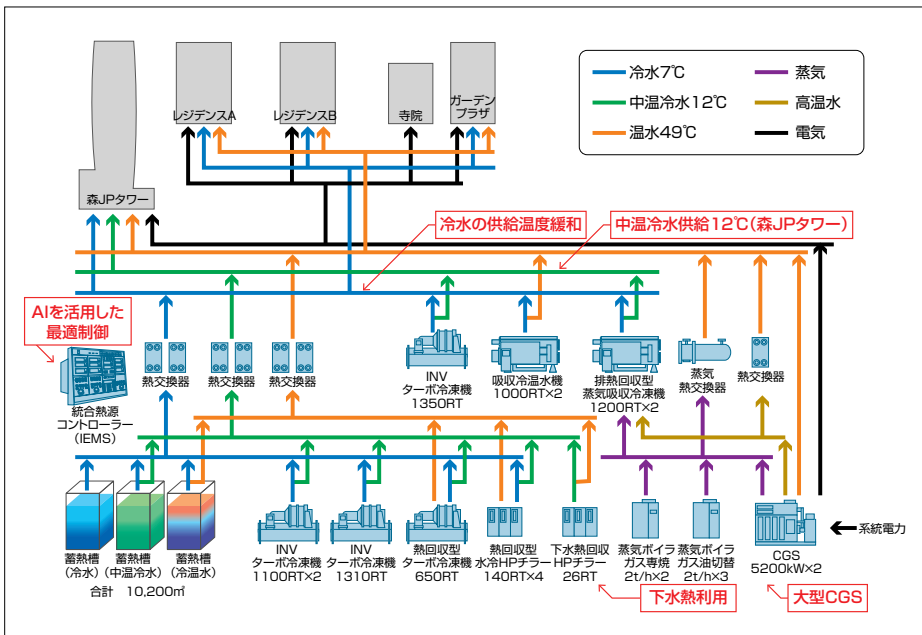 冷水7℃
中温冷水12℃
温水49℃
蒸気
高温水
電気
レジデンスA
レジデンスB
寺院
ガーデン
プラザ
森JPタワー
冷水の供給温度緩和
中温冷水供給12℃(森JPタワー)
AIを活用した
最適制御
統合熱源
コントローラー
(IEMS)
熱交換器
熱交換器
熱交換器
INV
ターボ冷凍機
1350RT
吸収冷温水機
1000RT×2
排熱回収型
蒸気吸収冷凍機
1200RT×2
蒸気
熱交換器
熱交換器
蓄熱槽
(冷水)
蓄熱槽
(中温冷水)
蓄熱槽
(冷温水)
合計 10,200㎥
INV
ターボ冷凍機
1100RT×2
INV
ターボ冷凍機
1310RT
熱回収型
ターボ冷凍機
650RT
熱回収型
水冷HPチラー
140RT×4
下水熱回収
HPチラー
26RT
蒸気ボイラ
ガス専焼
2t/h×2
蒸気ボイラ
ガス油切替
2t/h×3
CGS
5200kW×2
系統電力
下水熱利用
大型CGS